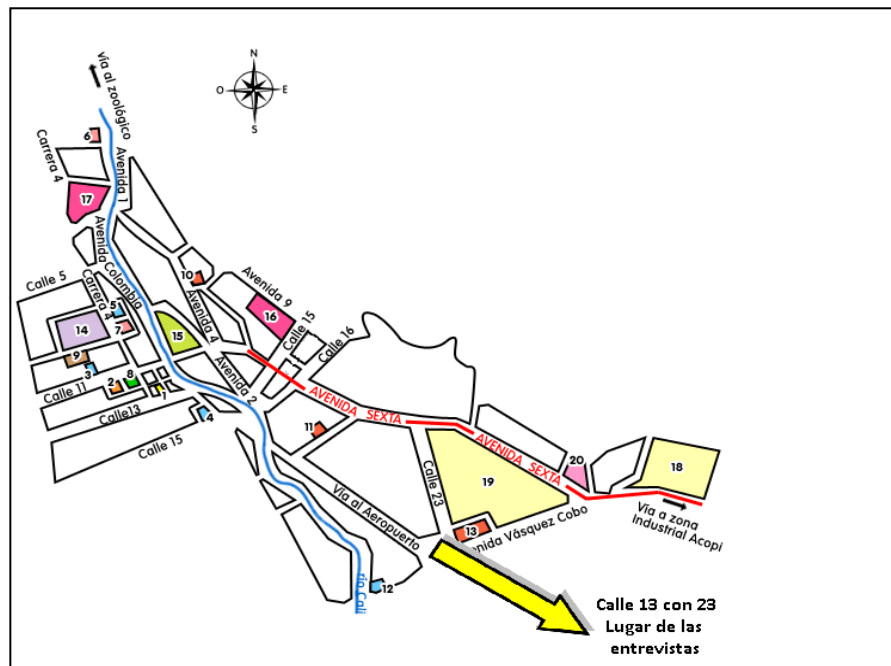 N
O
E
S
vía al zoológico
Carrera 4
6
Avenida 1
17
Avenida Colombia
10
Avenida 9
Calle 5
Carrera 4
5
7
14
15
Avenida 4
16
Calle 15
Calle 16
9
3
Calle 11
2
8
1
Avenida 2
Calle13
4
Calle 15
AVENIDA SEXTA
11
AVENIDA SEXTA
20
18
Calle 23
19
Vía al Aeropuerto
13
enida Vásquez Cobo
Vía a zona
Industrial Acopi
12
río Cali
Calle 13 con 23
Lugar de las
entrevistas